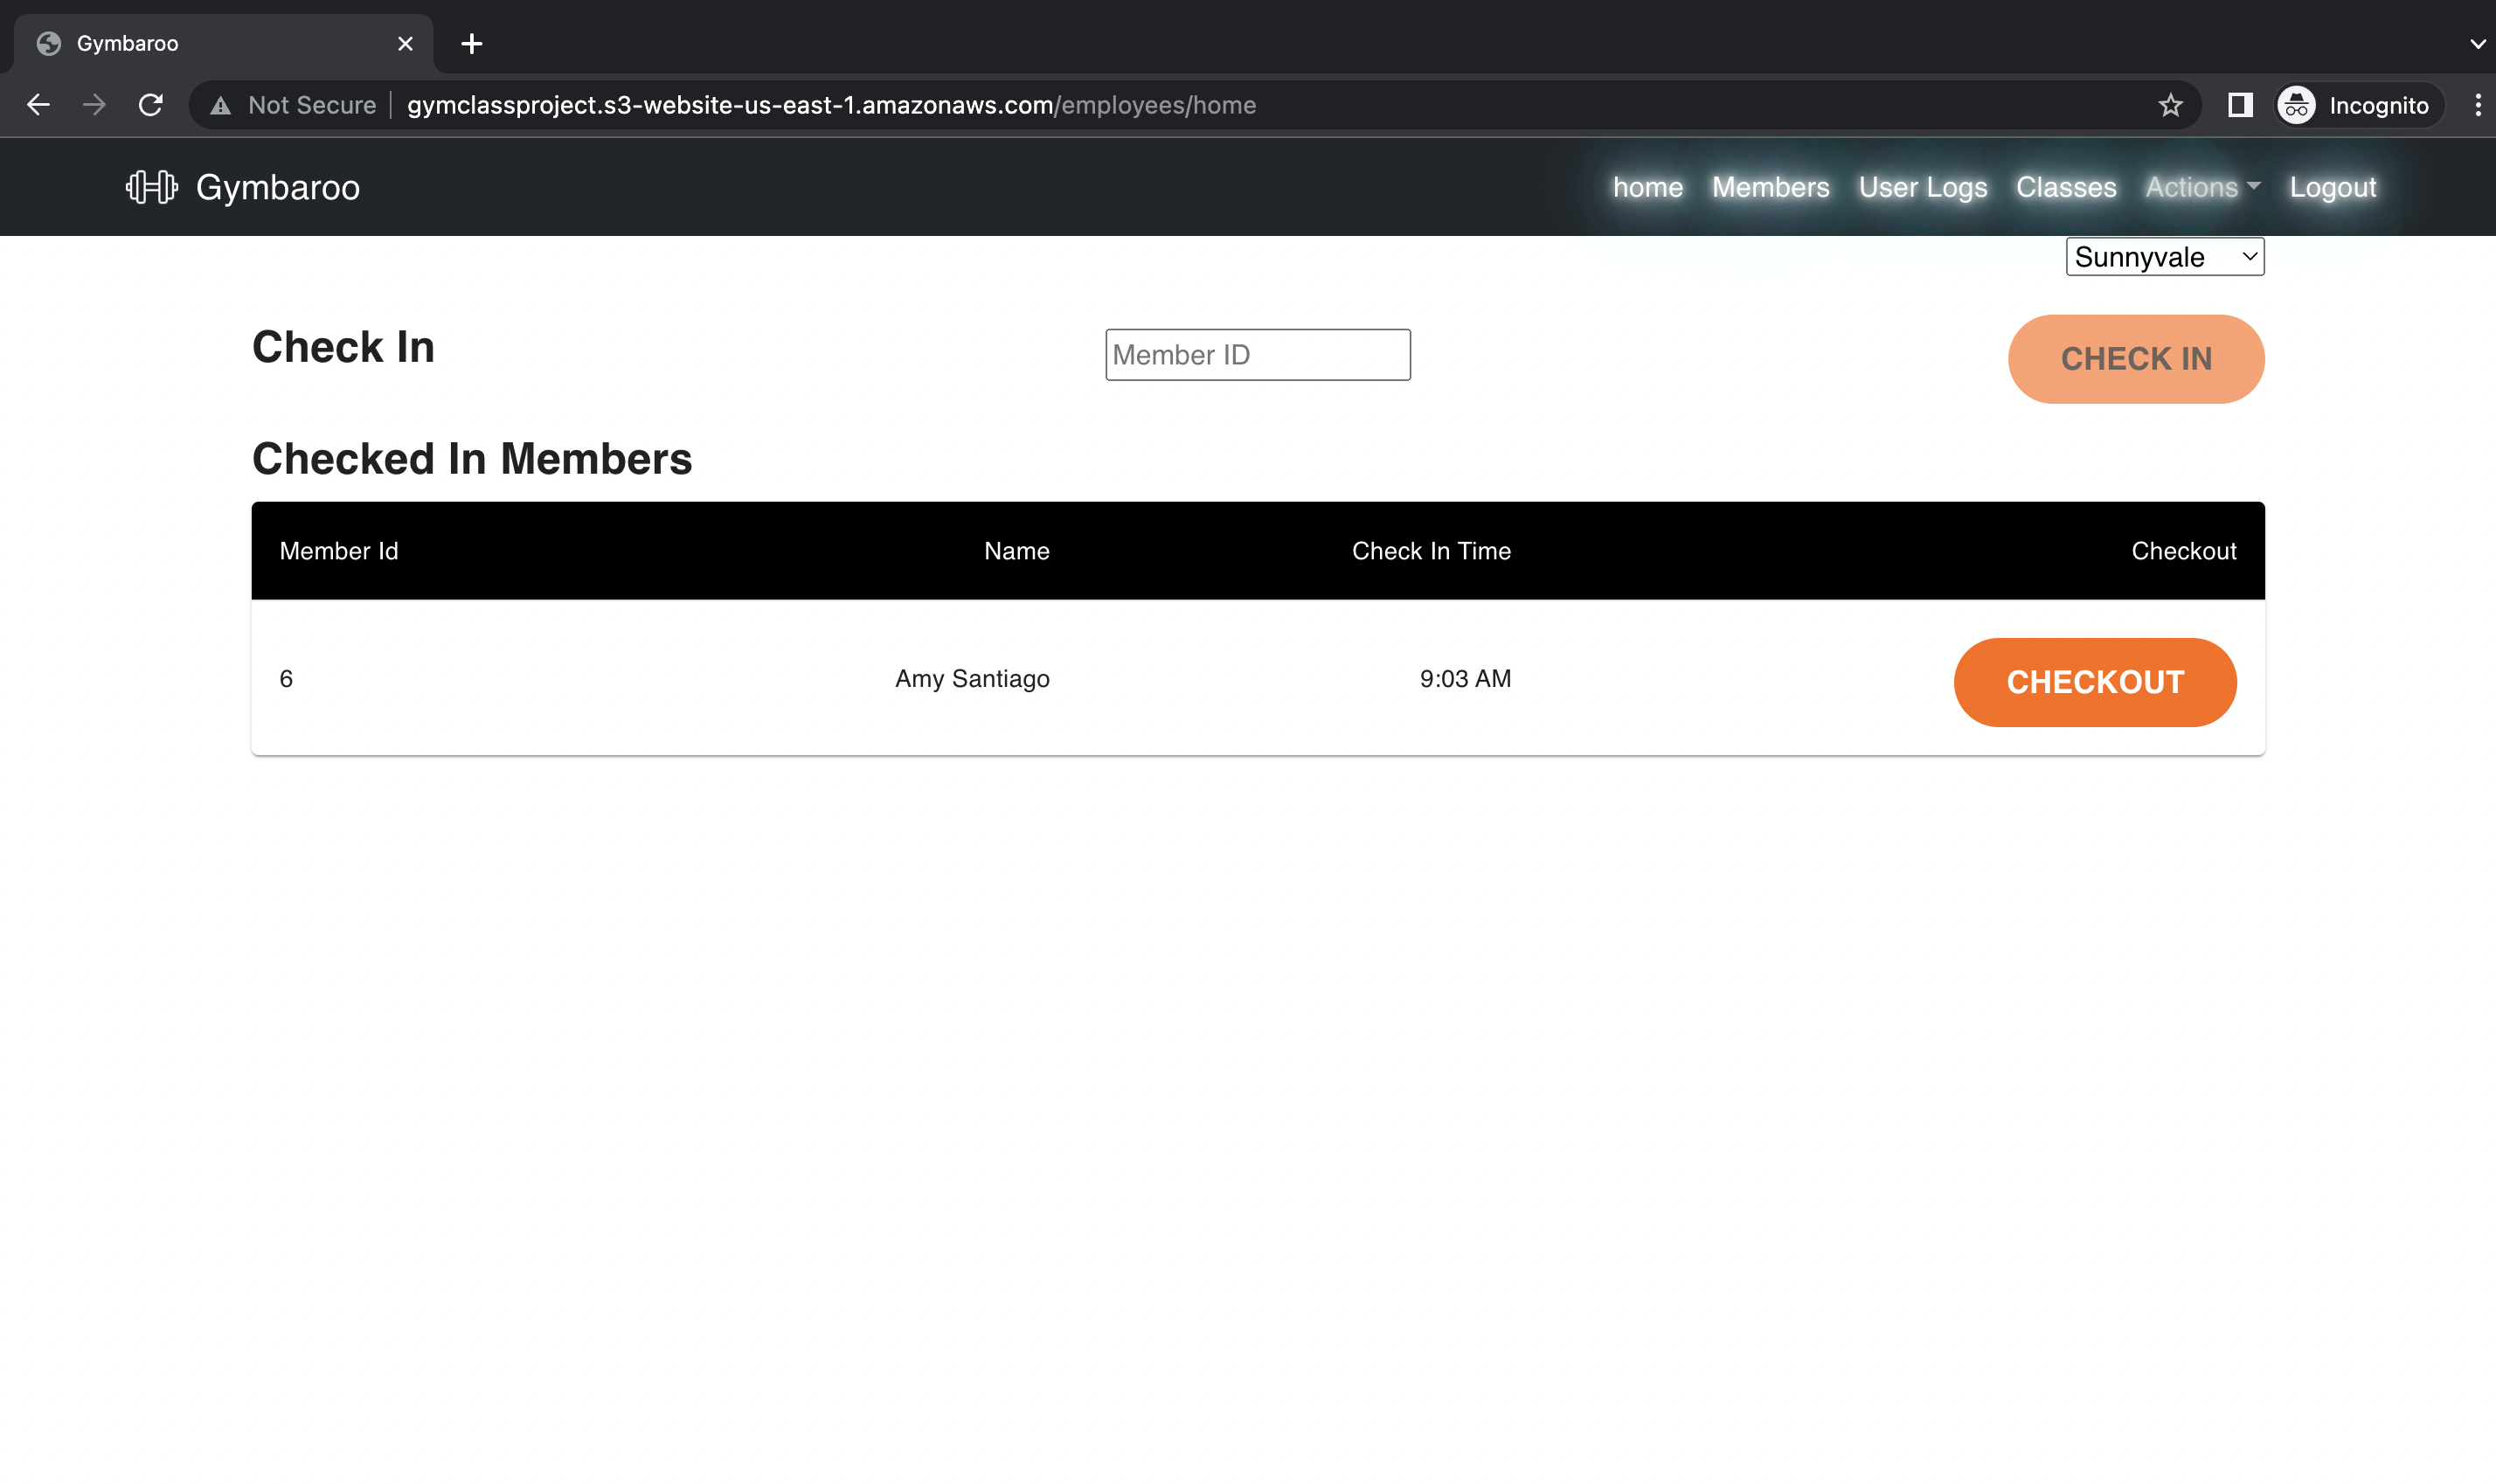 Gymbaroo
Not Secure gymclassproject.s3-website-us-east-1.amazonaws.com/employees/home Incognito
Gymbaroo home Members User Logs Classes Actions Logout
Sunnyvale
Check In Member ID CHECK IN
Checked In Members
Member Id Name Check In Time Checkout
6 Amy Santiago 9:03 AM CHECKOUT